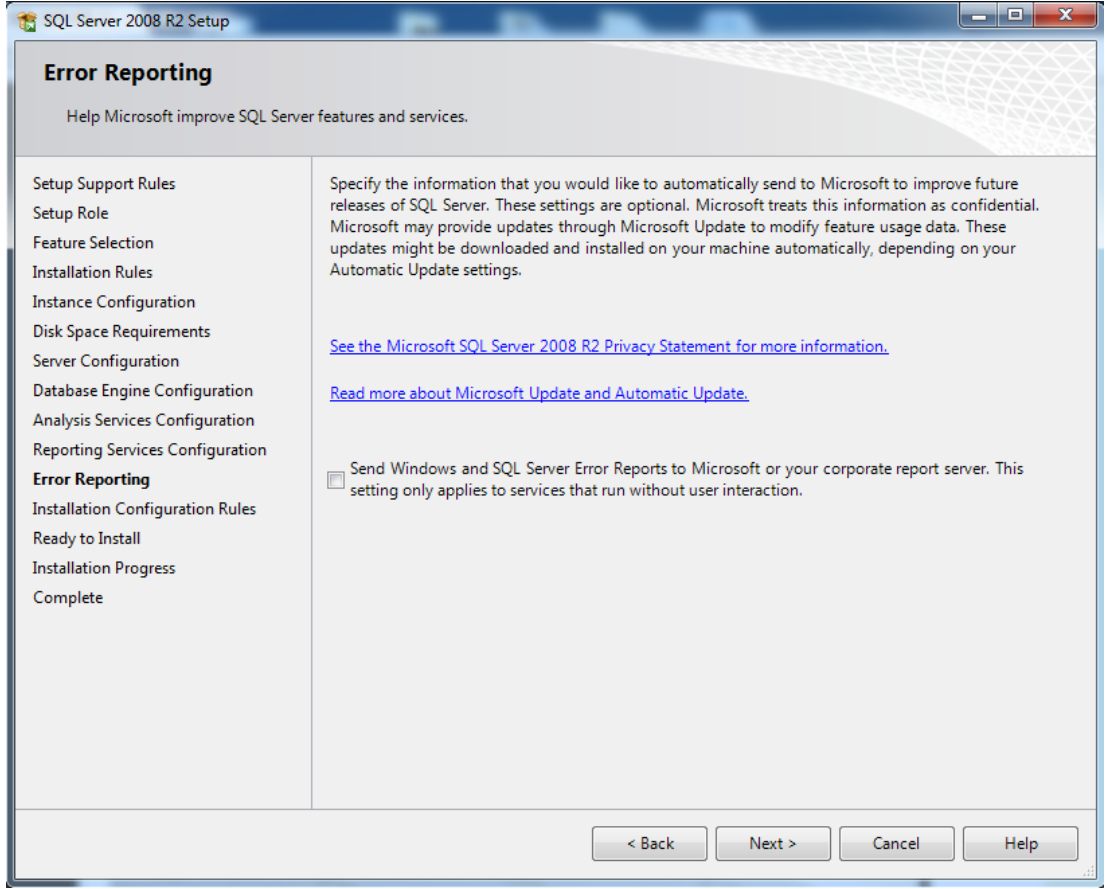 SQL Server 2008 R2 Setup
Error Reporting
Help Microsoft improve SQL Server features and services.
Setup Support Rules
Setup Role
Feature Selection
Installation Rules
Instance Configuration
Disk Space Requirements
Server Configuration
Database Engine Configuration
Analysis Services Configuration
Reporting Services Configuration
Error Reporting
Installation Configuration Rules
Ready to Install
Installation Progress
Complete
Specify the information that you would like to automatically send to Microsoft to improve future
releases of SQL Server. These settings are optional. Microsoft treats this information as confidential.
Microsoft may provide updates through Microsoft Update to modify feature usage data. These
updates might be downloaded and installed on your machine automatically, depending on your
Automatic Update settings.
See the Microsoft SQL Server 2008 R2 Privacy Statement for more information.
Read more about Microsoft Update and Automatic Update.
Send Windows and SQL Server Error Reports to Microsoft or your corporate report server. This
setting only applies to services that run without user interaction.
< Back
Next >
Cancel
Help